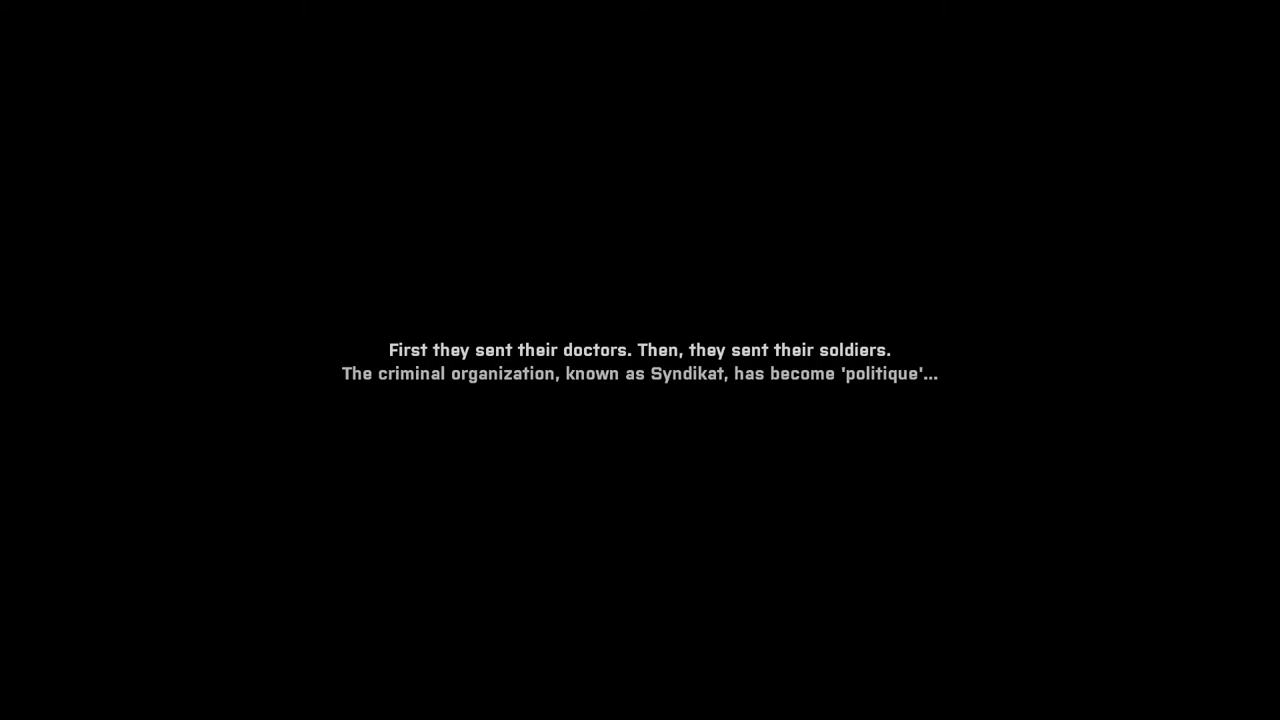 First they sent their doctors. Then, they sent their soldiers.
The criminal organization, known as Syndikat, has become 'politique'...